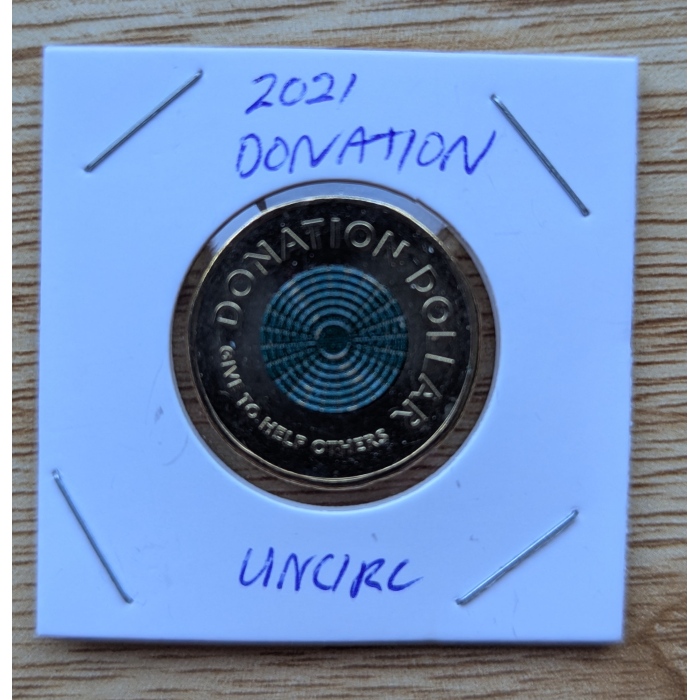 2021
DONATION
DONATION DOLLAR
GIVE TO HELP OTHERS
UNCIRC